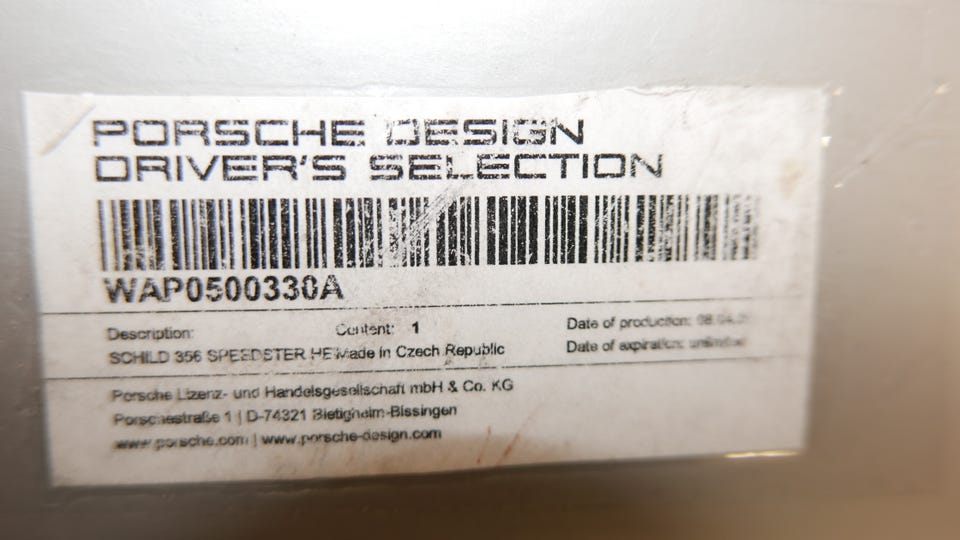 PORSCHE DESIGN
DRIVER'S SELECTION
WAP0500330A
Description: Content: 1 Date of production:
SCHILD 356 SPEEDSTER HE Made in Czech Republic Date of expiration: unlimited
Porsche Lizenz- und Handelsgesellschaft mbH & Co. KG
Porschestraße 1 | D-74321 Bietigheim-Bissingen
www.porsche.com | www.porsche-design.com